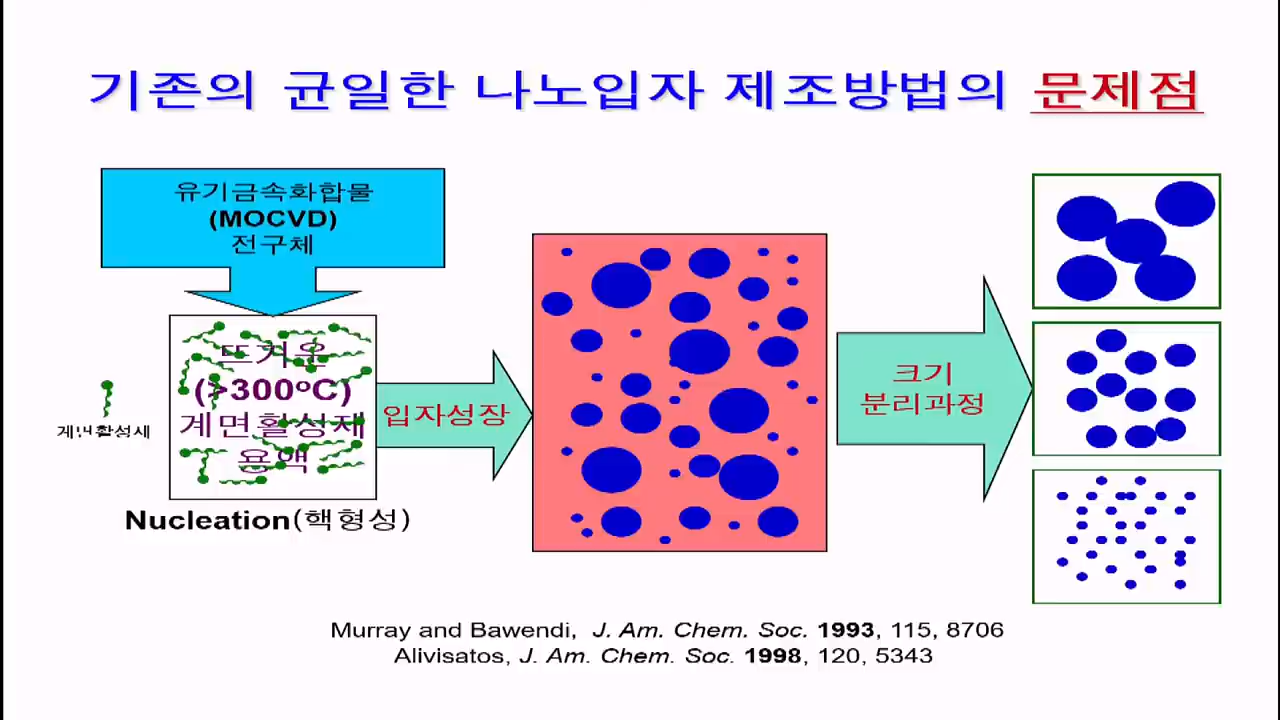 기존의 균일한 나노입자 제조방법의 문제점
유기금속화합물
(MOCVD)
전구체
뜨거운
(>300ºC)
계면활성재
용액
계면활성세
Nucleation(핵형성)
입자성장
크기
분리과정
Murray and Bawendi, J. Am. Chem. Soc. 1993, 115, 8706
Alivisatos, J. Am. Chem. Soc. 1998, 120, 5343